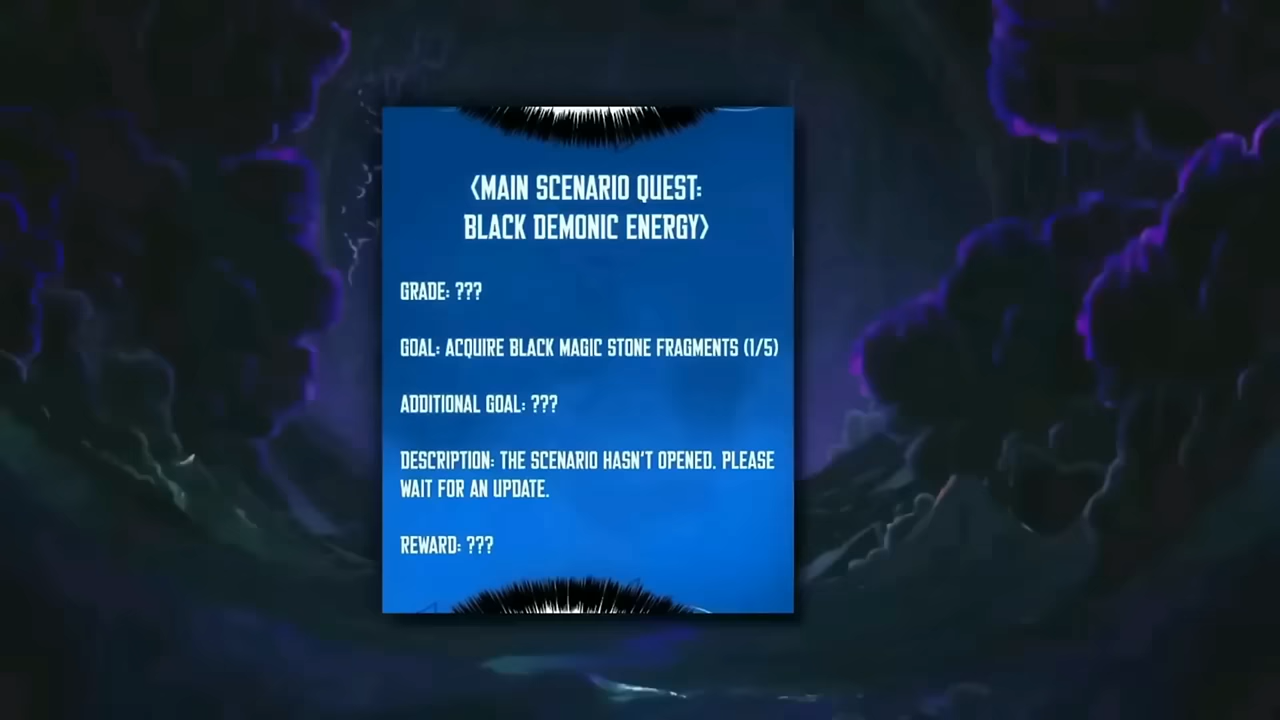 <MAIN SCENARIO QUEST:
BLACK DEMONIC ENERGY>
GRADE: ???
GOAL: ACQUIRE BLACK MAGIC STONE FRAGMENTS (1/5)
ADDITIONAL GOAL: ???
DESCRIPTION: THE SCENARIO HASN'T OPENED. PLEASE
WAIT FOR AN UPDATE.
REWARD: ???